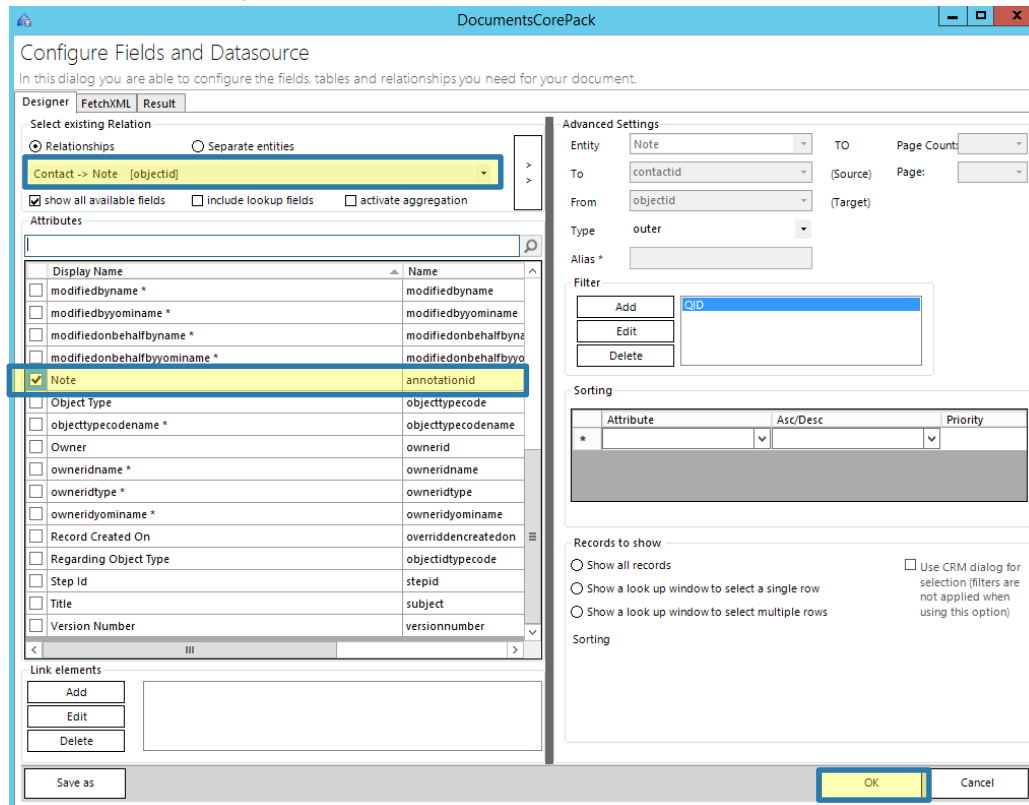 DocumentsCorePack
Configure Fields and Datasource
In this dialog you are able to configure the fields, tables and relationships you need for your document.
Designer FetchXML Result
Select existing Relation
Relationships Separate entities
Contact -> Note [objectid]
>
>
show all available fields include lookup fields activate aggregation
Attributes
Display Name Name
modifiedbyname * modifiedbyname
modifiedbyyominame * modifiedbyyominame
modifiedonbehalfbyname * modifiedonbehalfbyna
modifiedonbehalfbyyominame * modifiedonbehalfbyyo
Note annotationid
Object Type objecttypecode
objecttypecodename * objecttypecodename
Owner ownerid
owneridname * owneridname
owneridtype * owneridtype
owneridyominame * owneridyominame
Record Created On overriddencreatedon
Regarding Object Type objectidtypecode
Step Id stepid
Title subject
Version Number versionnumber
Link elements
Add
Edit
Delete
Advanced Settings
Entity Note TO Page Count:
To contactid (Source) Page:
From objectid (Target)
Type outer
Alias *
Filter
Add QID
Edit
Delete
Sorting
Attribute Asc/Desc Priority
*
Records to show
Show all records
Show a look up window to select a single row
Show a look up window to select multiple rows
Use CRM dialog for
selection (filters are
not applied when
using this option)
Sorting
Save as OK Cancel